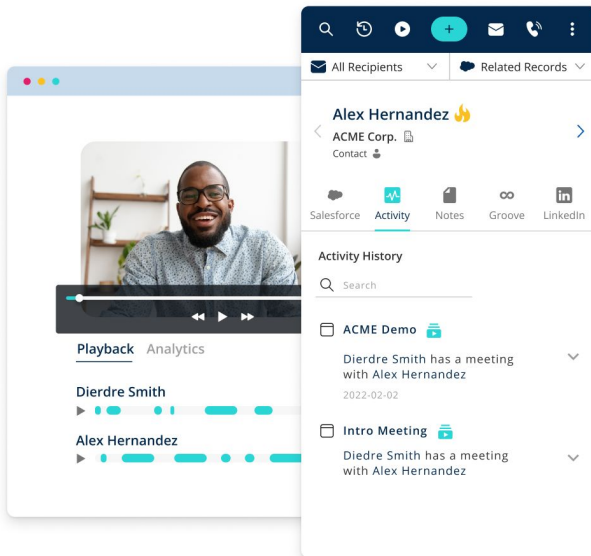 Playback Analytics
Dierdre Smith
Alex Hernandez
All Recipients Related Records
Alex Hernandez
ACME Corp.
Contact
Salesforce Activity Notes Groove LinkedIn
Activity History
Search
ACME Demo
Dierdre Smith has a meeting
with Alex Hernandez
2022-02-02
Intro Meeting
Diedre Smith has a meeting
with Alex Hernandez